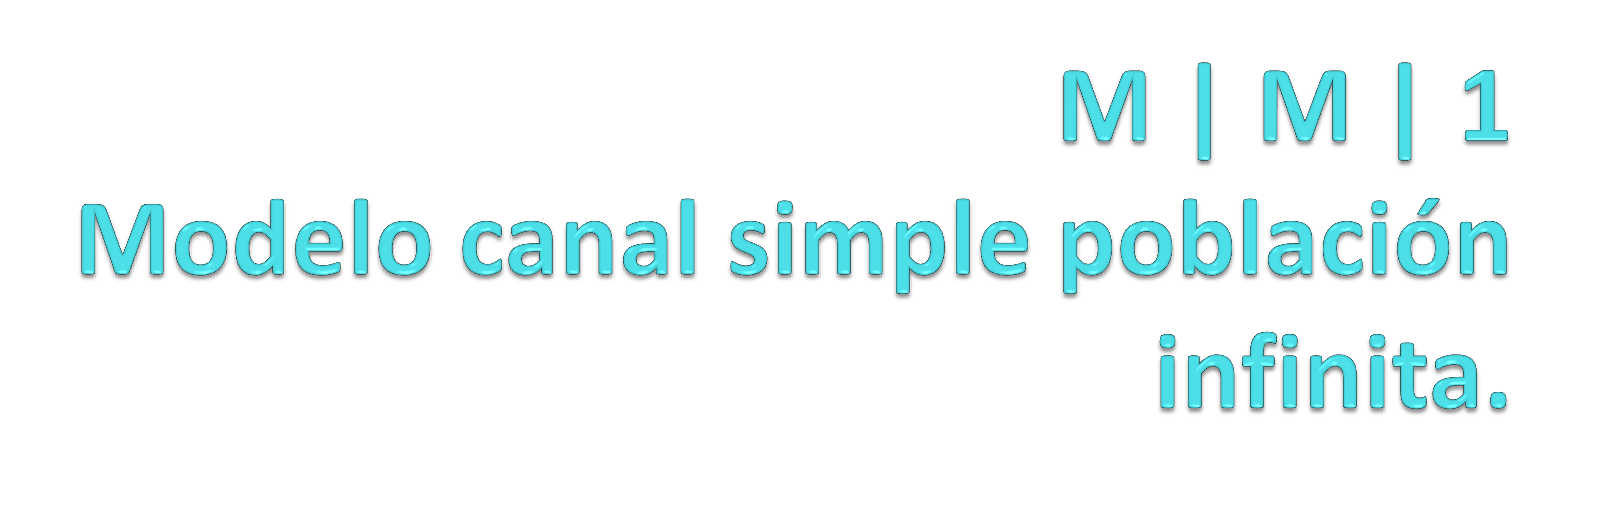 M | M | 1
Modelo canal simple población
infinita.